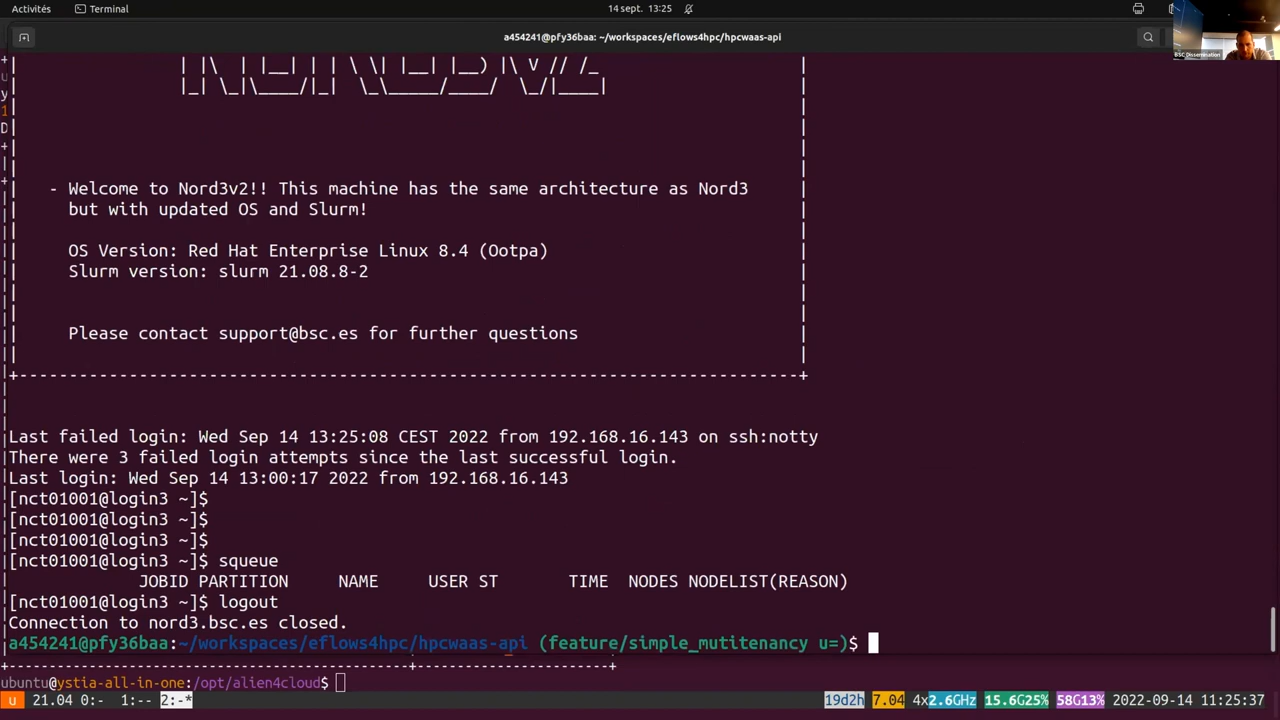 Activités Terminal 14 sept. 13:25
a454241@pfy36baa: ~/workspaces/eflows4hpc/hpcwaas-api
BSC Dissemination
- Welcome to Nord3v2!! This machine has the same architecture as Nord3
but with updated OS and Slurm!
OS Version: Red Hat Enterprise Linux 8.4 (Ootpa)
Slurm version: slurm 21.08.8-2
Please contact support@bsc.es for further questions
Last failed login: Wed Sep 14 13:25:08 CEST 2022 from 192.168.16.143 on ssh:notty
There were 3 failed login attempts since the last successful login.
Last login: Wed Sep 14 13:00:17 2022 from 192.168.16.143
[nct01001@login3 ~]$
[nct01001@login3 ~]$
[nct01001@login3 ~]$
[nct01001@login3 ~]$ squeue
JOBID PARTITION NAME USER ST TIME NODES NODELIST(REASON)
[nct01001@login3 ~]$ logout
Connection to nord3.bsc.es closed.
a454241@pfy36baa:~/workspaces/eflows4hpc/hpcwaas-api (feature/simple_mutitenancy u=)$
ubuntu@ystia-all-in-one:/opt/alien4cloud$
u 21.04 0:- 1:-- 2:-* 19d2h 7.04 4x2.6GHz 15.6G25% 58G13% 2022-09-14 11:25:37